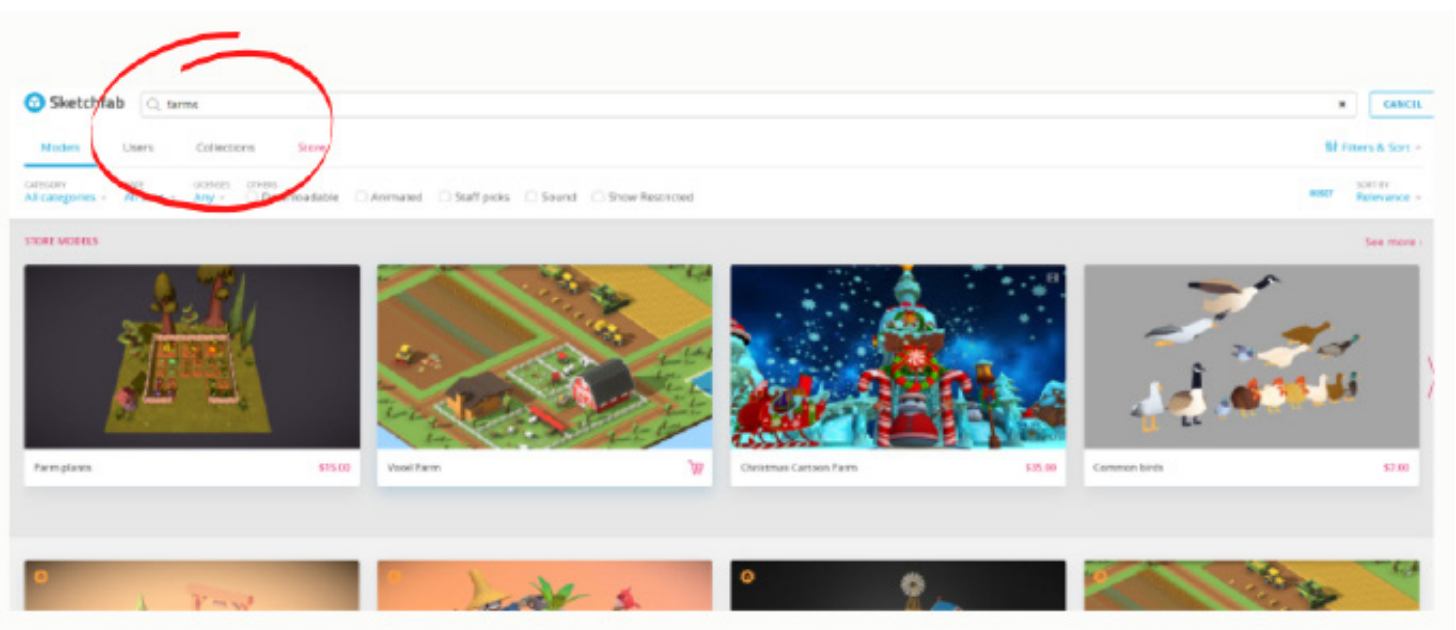 Sketchfab
farms
CANCEL
Models Users Collections Store
Filters & Sort
CATEGORY LICENSES OTHERS SORT BY
All categories Any Downloadable Animated Staff picks Sound Show Restricted RESET Relevance
STORE MODELS See more
Farm plants $15.00
Voxel Farm
Christmas Cartoon Farm $35.00
Common birds $7.00